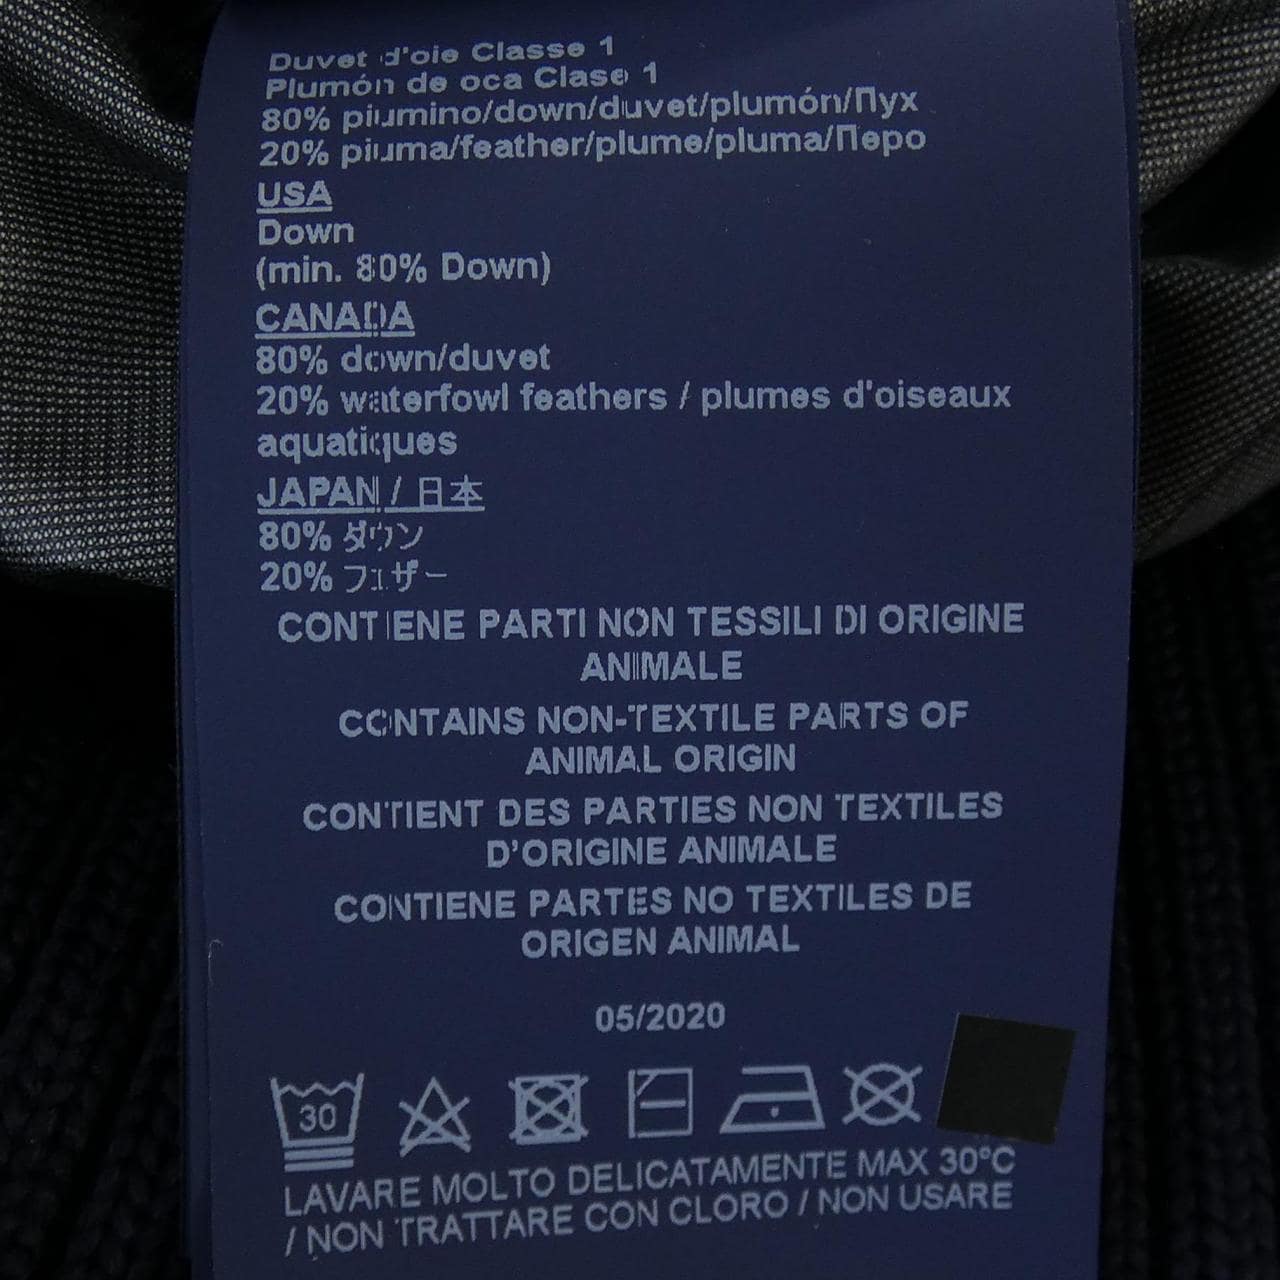 Duvet d'oie Classe 1
Plumón de oca Clase 1
80% piumino/down/duvet/plumón/Пух
20% piuma/feather/plume/pluma/Перо
USA
Down
(min. 80% Down)
CANADA
80% down/duvet
20% waterfowl feathers / plumes d'oiseaux
aquatiques
JAPAN / 日本
80% ダウン
20% フェザー
CONTIENE PARTI NON TESSILI DI ORIGINE
ANIMALE
CONTAINS NON-TEXTILE PARTS OF
ANIMAL ORIGIN
CONTIENT DES PARTIES NON TEXTILES
D'ORIGINE ANIMALE
CONTIENE PARTES NO TEXTILES DE
ORIGEN ANIMAL
05/2020
30
LAVARE MOLTO DELICATAMENTE MAX 30°C
/ NON TRATTARE CON CLORO / NON USARE